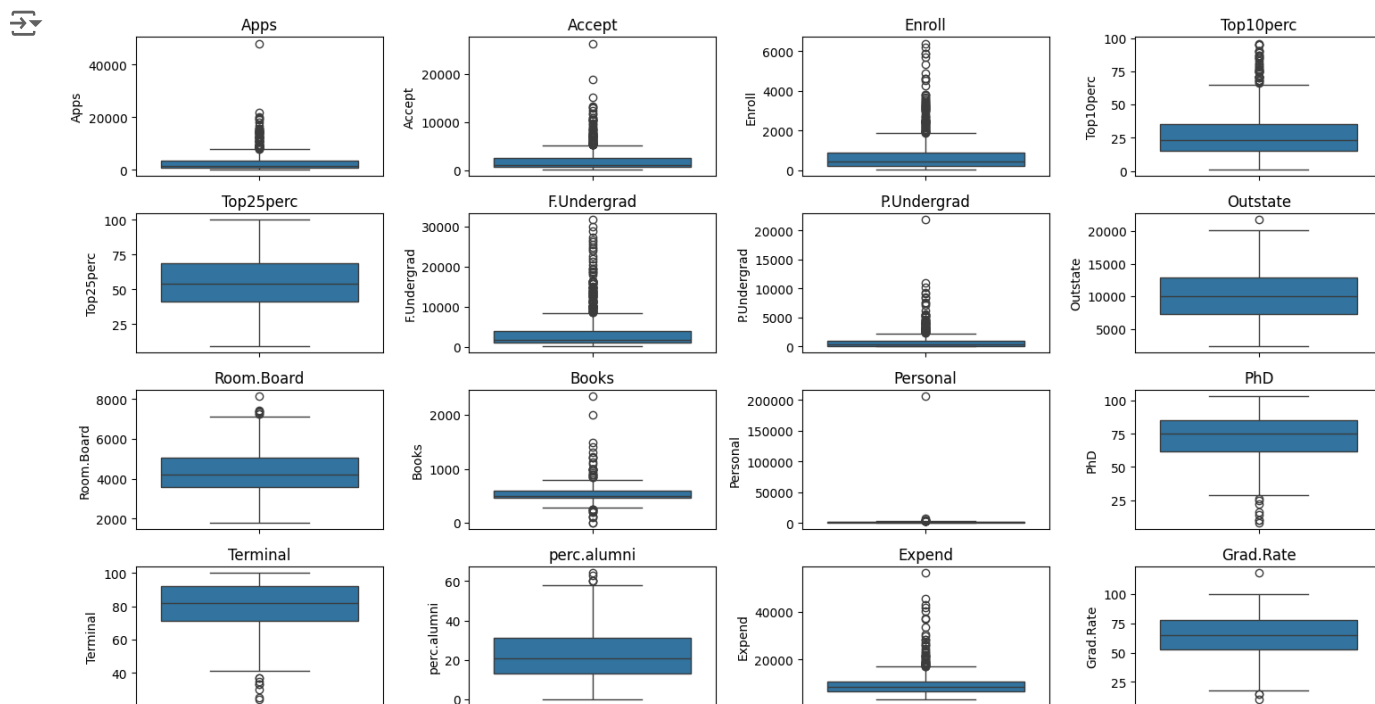 Apps
Accept
Enroll
Top10perc
Apps
40000
20000
0
Accept
20000
10000
0
Enroll
6000
4000
2000
0
Top10perc
100
75
50
25
0
Top25perc
F.Undergrad
P.Undergrad
Outstate
Top25perc
100
75
50
25
F.Undergrad
30000
20000
10000
0
P.Undergrad
20000
15000
10000
5000
0
Outstate
20000
15000
10000
5000
Room.Board
Books
Personal
PhD
Room.Board
8000
6000
4000
2000
Books
2000
1000
0
Personal
200000
150000
100000
50000
0
PhD
100
75
50
25
Terminal
perc.alumni
Expend
Grad.Rate
Terminal
100
80
60
40
perc.alumni
60
40
20
0
Expend
40000
20000
Grad.Rate
100
75
50
25